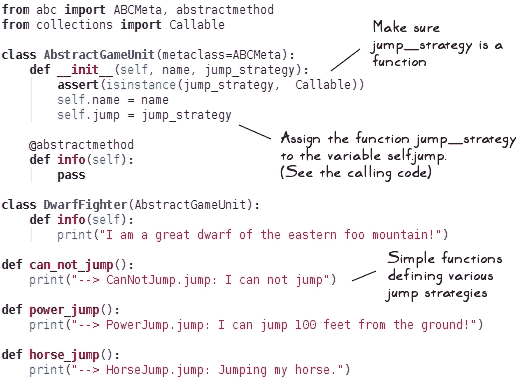 from abc import ABCMeta, abstractmethod
from collections import Callable
class AbstractGameUnit(metaclass=ABCMeta):
    def __init__(self, name, jump_strategy):
        assert(isinstance(jump_strategy,  Callable))
        self.name = name
        self.jump = jump_strategy
Make sure
jump__strategy is a
function
Assign the function jump__strategy
to the variable selfjump.
(See the calling code)
    @abstractmethod
    def info(self):
        pass
class DwarfFighter(AbstractGameUnit):
    def info(self):
        print("I am a great dwarf of the eastern foo mountain!")
def can_not_jump():
    print("--> CanNotJump.jump: I can not jump")
Simple functions
defining various
jump strategies
def power_jump():
    print("--> PowerJump.jump: I can jump 100 feet from the ground!")
def horse_jump():
    print("--> HorseJump.jump: Jumping my horse.")